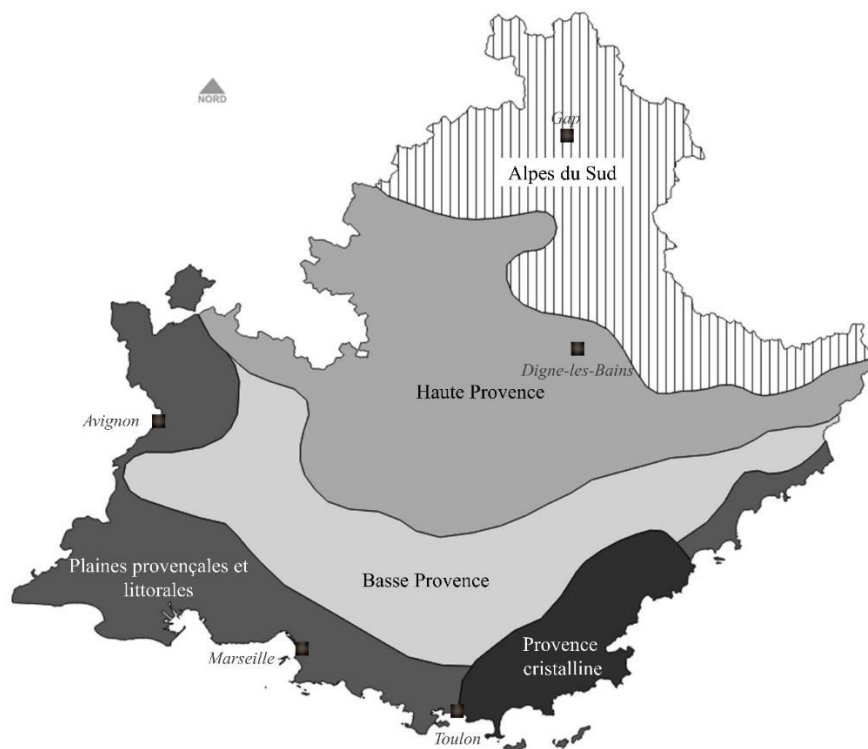 NORD
Gap
Alpes du Sud
Digne-les-Bains
Haute Provence
Avignon
Plaines provençales et
littorales
Basse Provence
Provence
cristalline
Marseille
Toulon